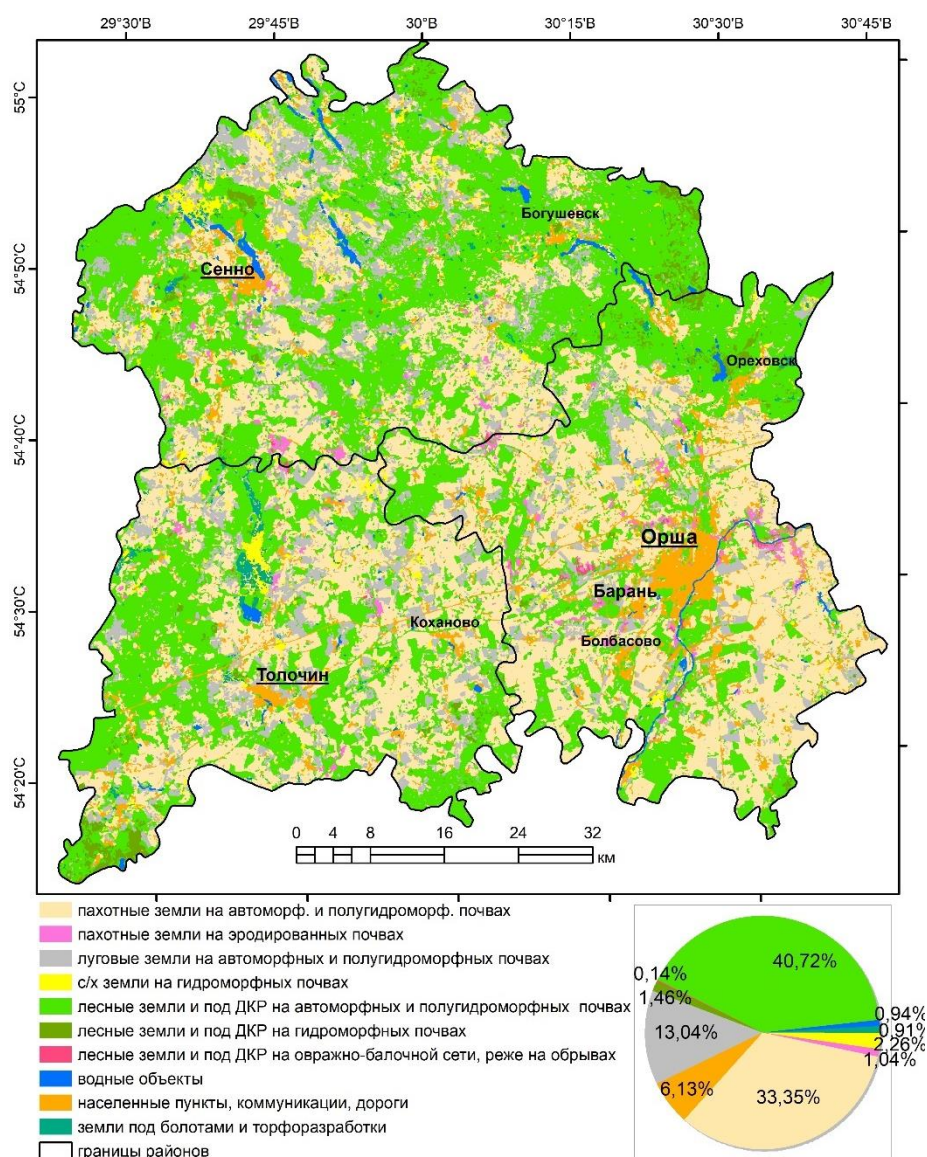 29°30'В 29°45'В 30°В 30°15'В 30°30'В 30°45'В
55°С
Богушевск
54°50'С
Сенно
Ореховск
54°40'С
Орша
Барань
54°30'С
Коханово
Болбасово
Толочин
54°20'С
0 4 8 16 24 32
км
пахотные земли на автоморф. и полугидроморф. почвах
пахотные земли на эродированных почвах
луговые земли на автоморфных и полугидроморфных почвах
с/х земли на гидроморфных почвах
лесные земли и под ДКР на автоморфных и полугидроморфных почвах
лесные земли и под ДКР на гидроморфных почвах
лесные земли и под ДКР на овражно-балочной сети, реже на обрывах
водные объекты
населенные пункты, коммуникации, дороги
земли под болотами и торфоразработки
границы районов
40,72%
0,14%
1,46%
0,94%
0,91%
13,04%
2,26%
1,04%
6,13%
33,35%